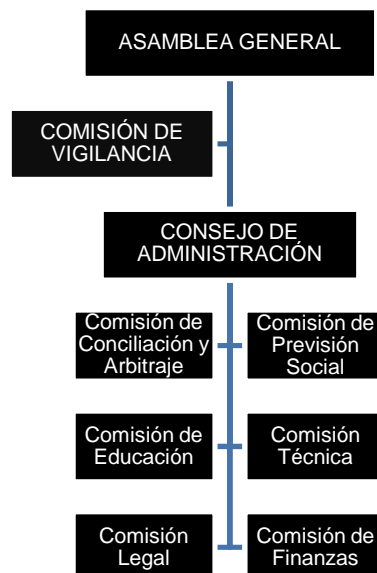 ASAMBLEA GENERAL
COMISIÓN DE
VIGILANCIA
CONSEJO DE
ADMINISTRACIÓN
Comisión de
Conciliación y
Arbitraje
Comisión de
Previsión
Social
Comisión de
Educación
Comisión
Técnica
Comisión
Legal
Comisión de
Finanzas